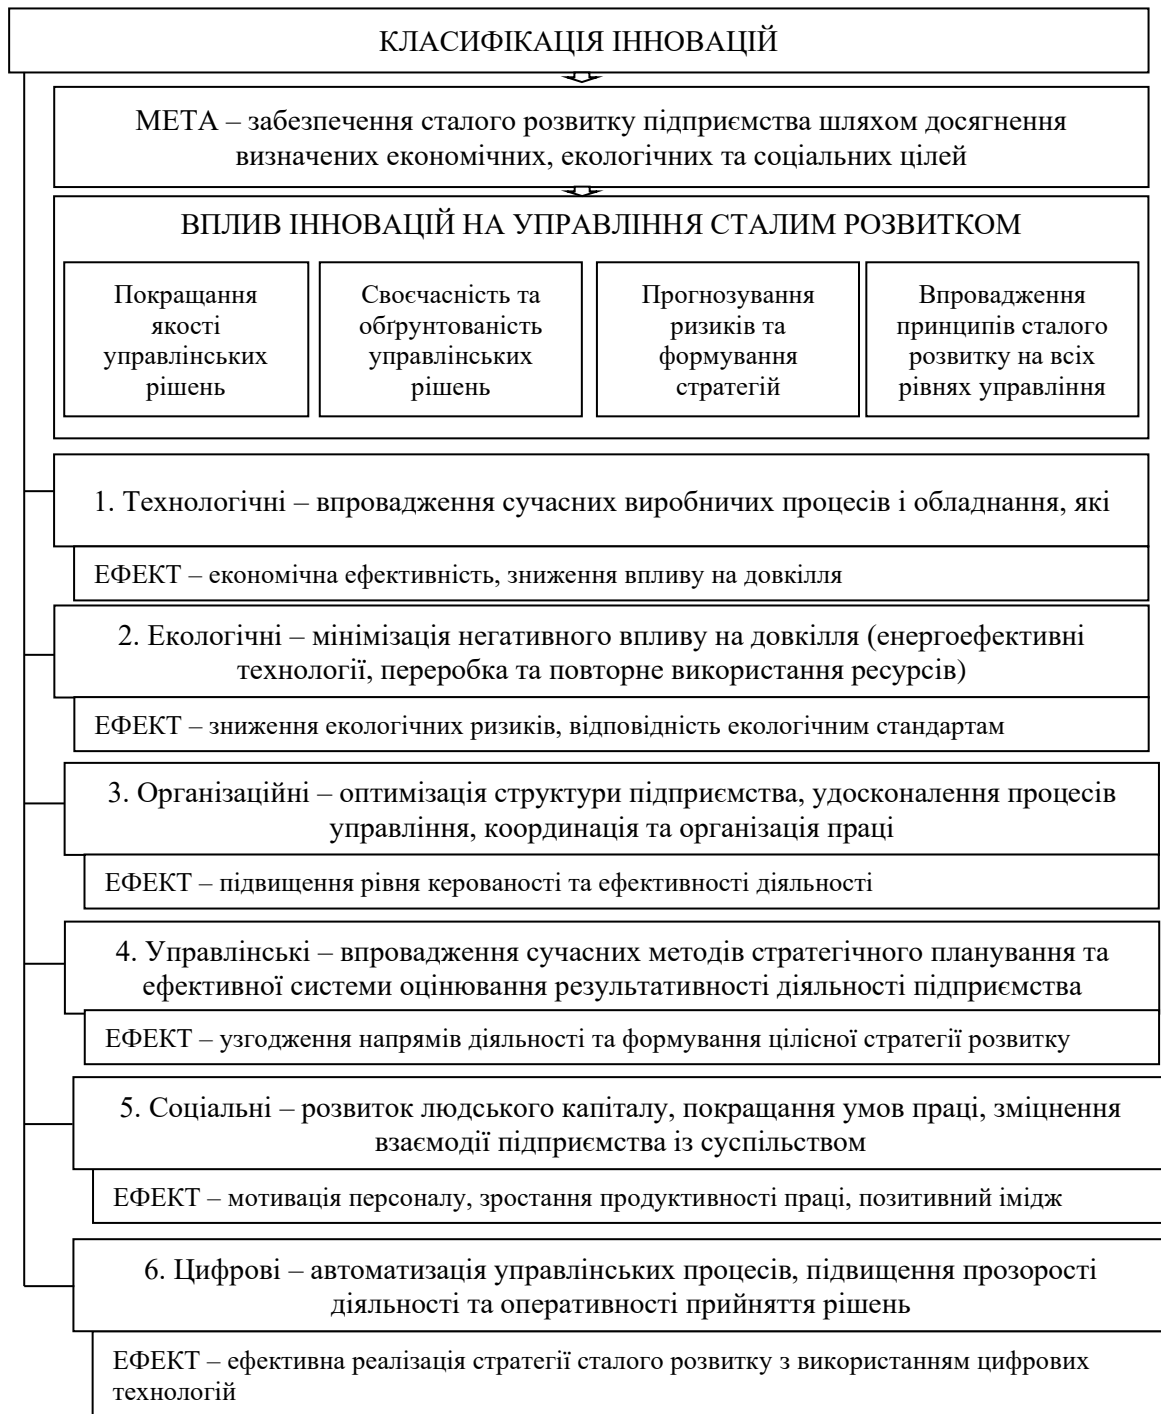 КЛАСИФІКАЦІЯ ІННОВАЦІЙ
МЕТА – забезпечення сталого розвитку підприємства шляхом досягнення
визначених економічних, екологічних та соціальних цілей
ВПЛИВ ІННОВАЦІЙ НА УПРАВЛІННЯ СТАЛИМ РОЗВИТКОМ
Покращання
якості
управлінських
рішень
Своєчасність та
обґрунтованість
управлінських
рішень
Прогнозування
ризиків та
формування
стратегій
Впровадження
принципів сталого
розвитку на всіх
рівнях управління
1. Технологічні – впровадження сучасних виробничих процесів і обладнання, які
ЕФЕКТ – економічна ефективність, зниження впливу на довкілля
2. Екологічні – мінімізація негативного впливу на довкілля (енергоефективні
технології, переробка та повторне використання ресурсів)
ЕФЕКТ – зниження екологічних ризиків, відповідність екологічним стандартам
3. Організаційні – оптимізація структури підприємства, удосконалення процесів
управління, координація та організація праці
ЕФЕКТ – підвищення рівня керованості та ефективності діяльності
4. Управлінські – впровадження сучасних методів стратегічного планування та
ефективної системи оцінювання результативності діяльності підприємства
ЕФЕКТ – узгодження напрямів діяльності та формування цілісної стратегії розвитку
5. Соціальні – розвиток людського капіталу, покращання умов праці, зміцнення
взаємодії підприємства із суспільством
ЕФЕКТ – мотивація персоналу, зростання продуктивності праці, позитивний імідж
6. Цифрові – автоматизація управлінських процесів, підвищення прозорості
діяльності та оперативності прийняття рішень
ЕФЕКТ – ефективна реалізація стратегії сталого розвитку з використанням цифрових
технологій